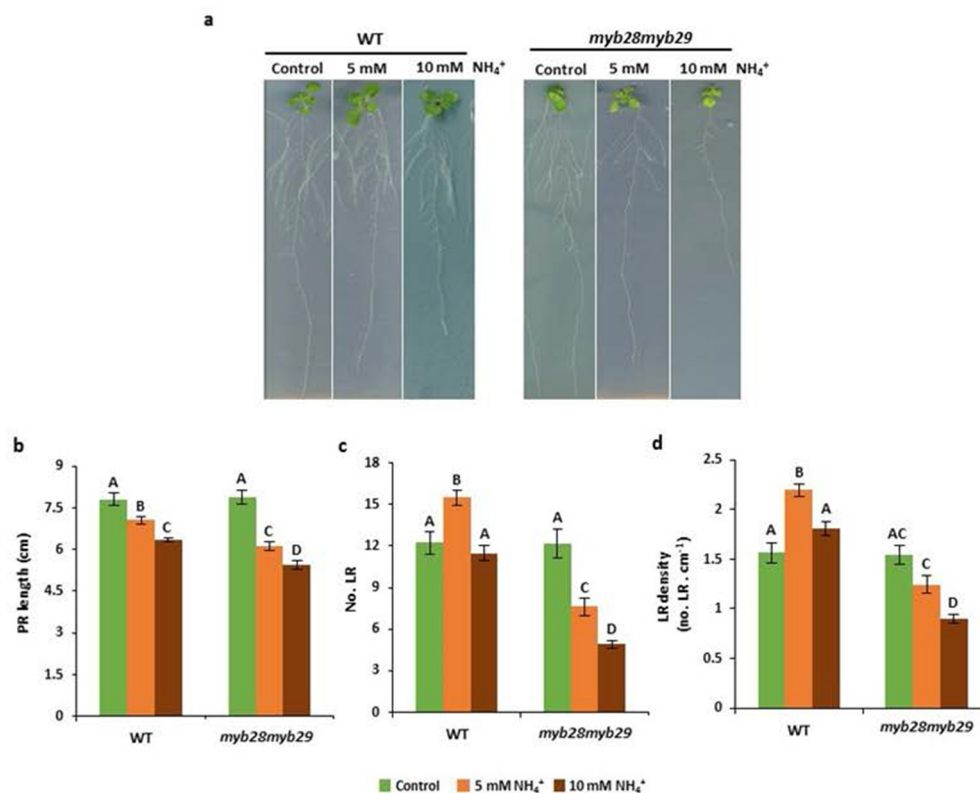 a
WT
myb28myb29
Control 5 mM 10 mM NH₄⁺
Control 5 mM 10 mM NH₄⁺
b
PR length (cm)
9
7.5
6
4.5
3
1.5
0
A
B
C
A
C
D
WT
myb28myb29
c
No. LR
18
15
12
9
6
3
0
A
B
A
A
C
D
WT
myb28myb29
d
LR density
(no. LR . cm⁻¹)
2.5
2
1.5
1
0.5
0
A
B
A
AC
C
D
WT
myb28myb29
Control 5 mM NH₄⁺ 10 mM NH₄⁺